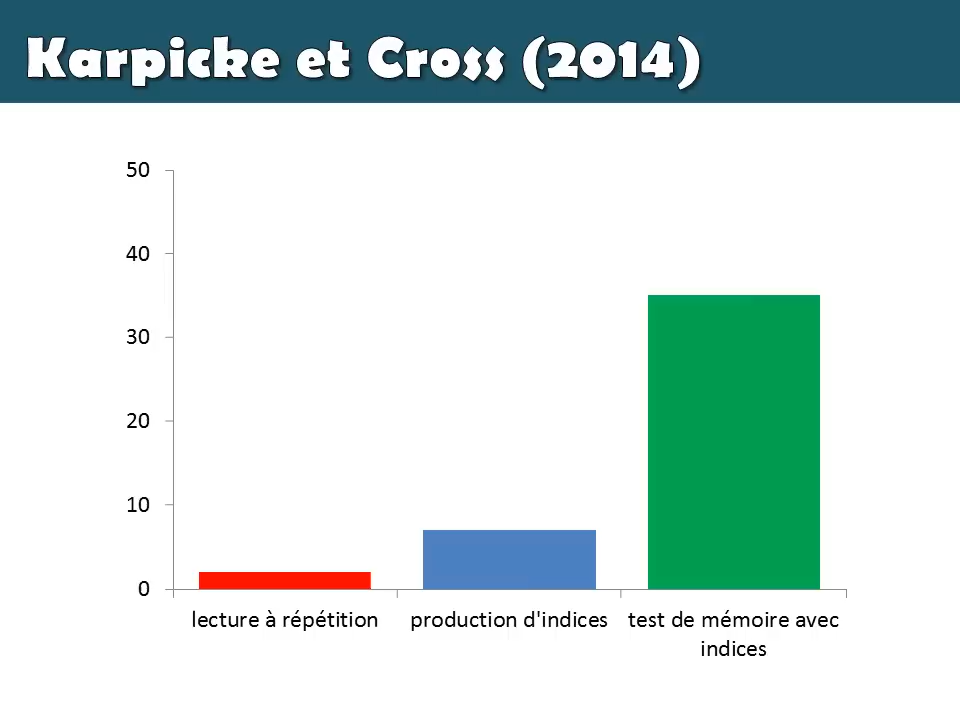 Karpicke et Cross (2014)
50
40
30
20
10
0
lecture à répétition
production d'indices
test de mémoire avec
indices